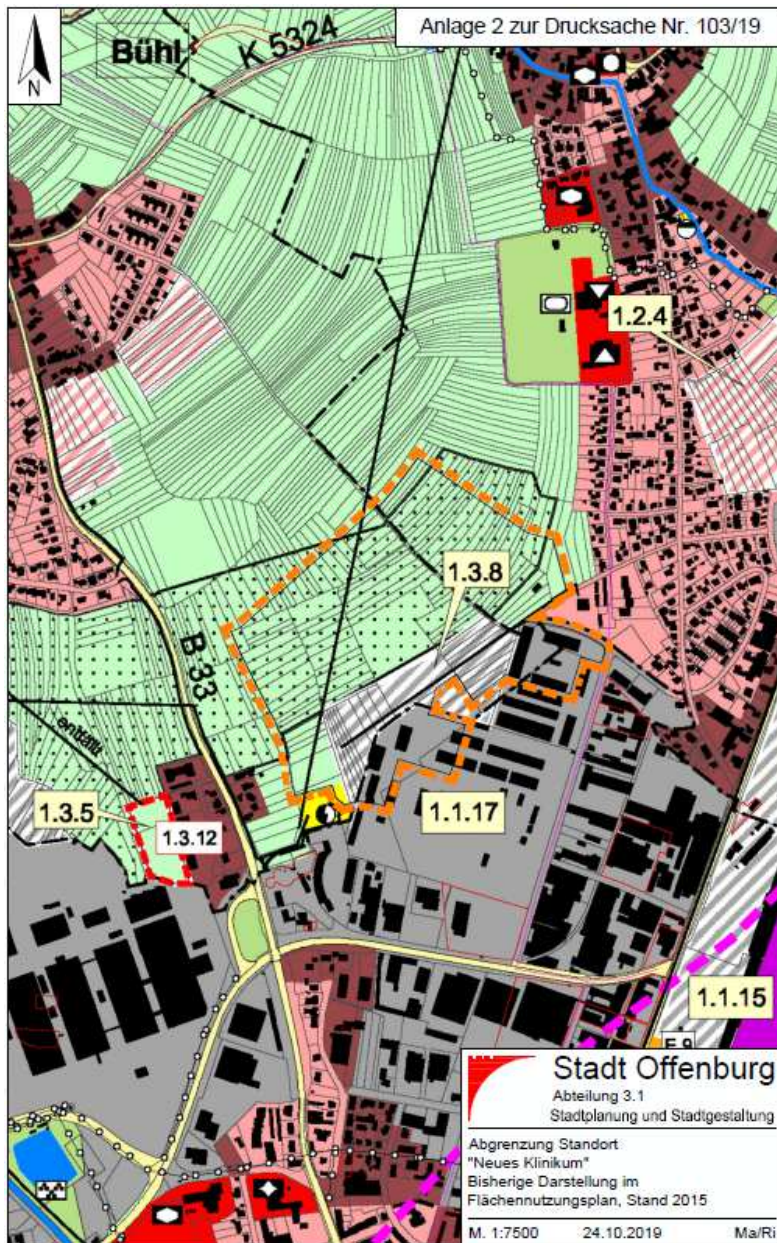 Anlage 2 zur Drucksache Nr. 103/19
N
Bühl
K 5324
1.2.4
1.3.8
B 33
entfällt
1.3.5
1.3.12
1.1.17
1.1.15
F 9
Stadt Offenburg
Abteilung 3.1
Stadtplanung und Stadtgestaltung
Abgrenzung Standort
"Neues Klinikum"
Bisherige Darstellung im
Flächennutzungsplan, Stand 2015
M. 1:7500 24.10.2019 Ma/Ri